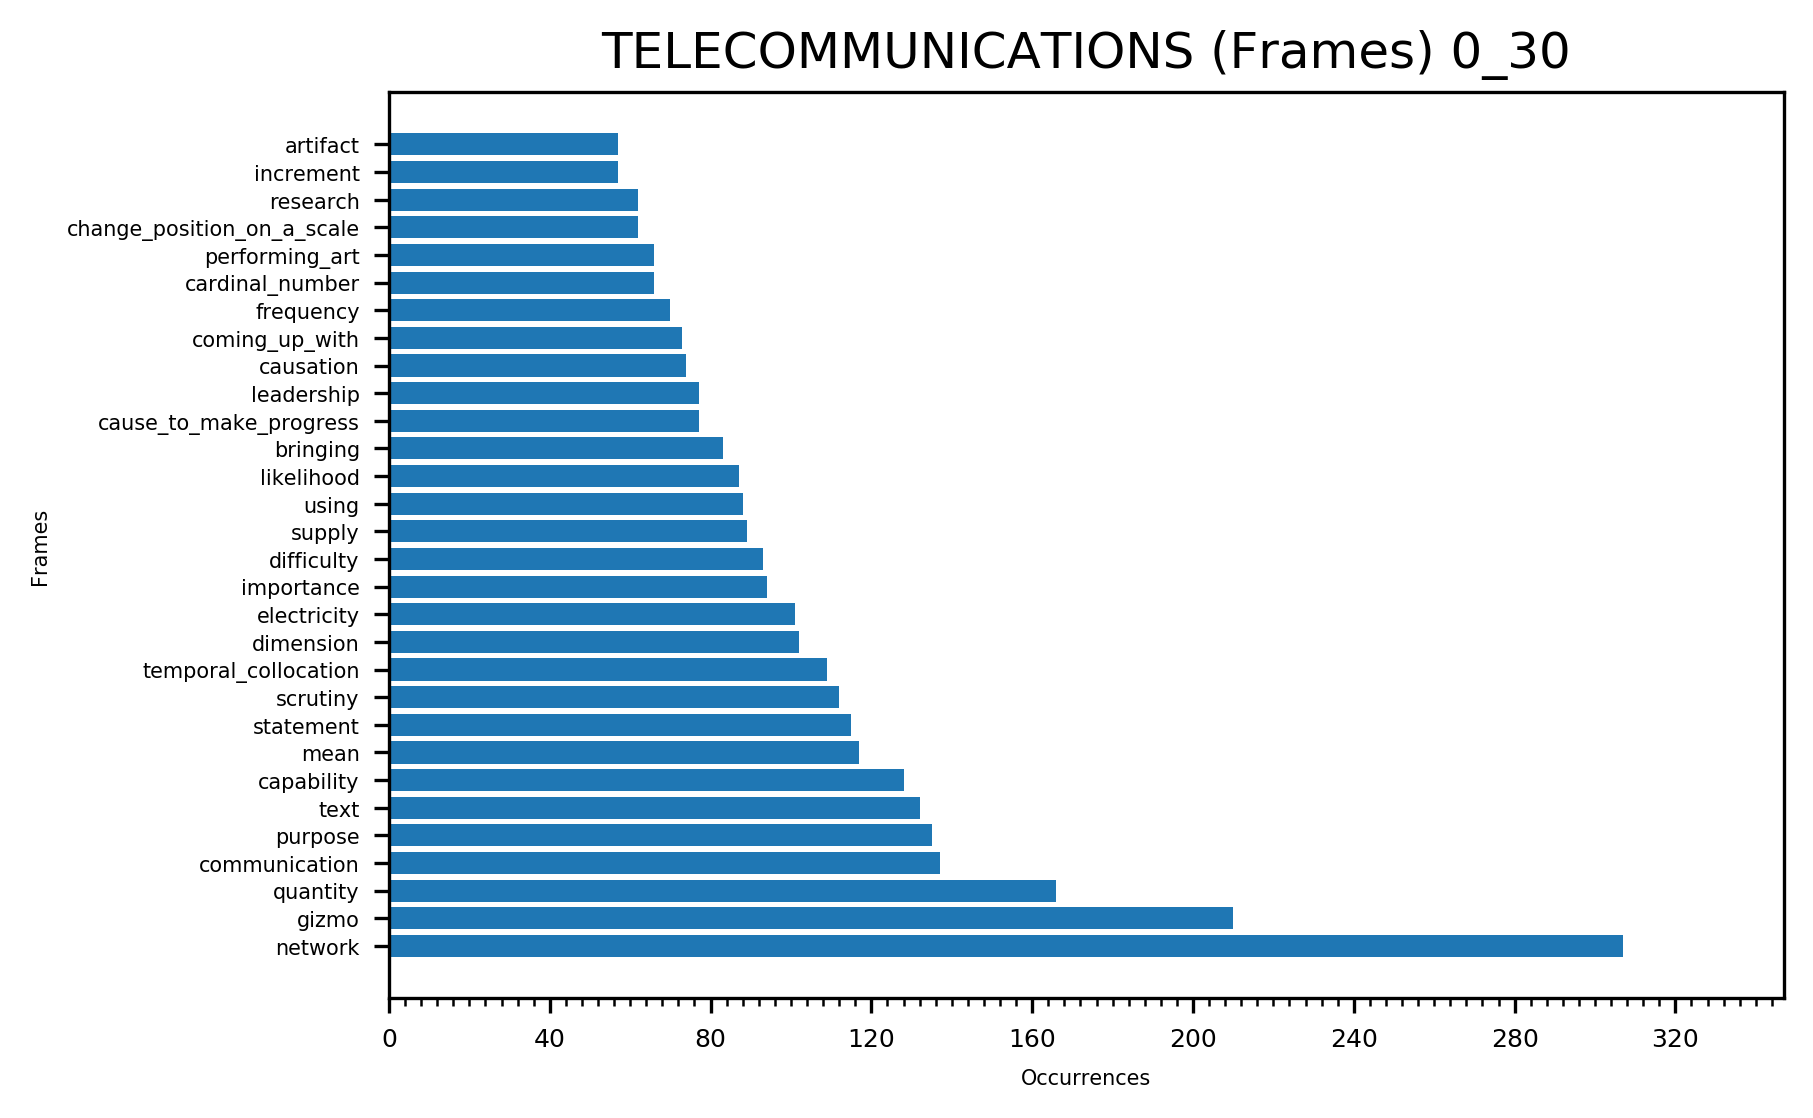 TELECOMMUNICATIONS (Frames) 0_30
artifact
increment
research
change_position_on_a_scale
performing_art
cardinal_number
frequency
coming_up_with
causation
leadership
cause_to_make_progress
bringing
likelihood
using
supply
difficulty
importance
electricity
dimension
temporal_collocation
scrutiny
statement
mean
capability
text
purpose
communication
quantity
gizmo
network
Frames
0 40 80 120 160 200 240 280 320
Occurrences